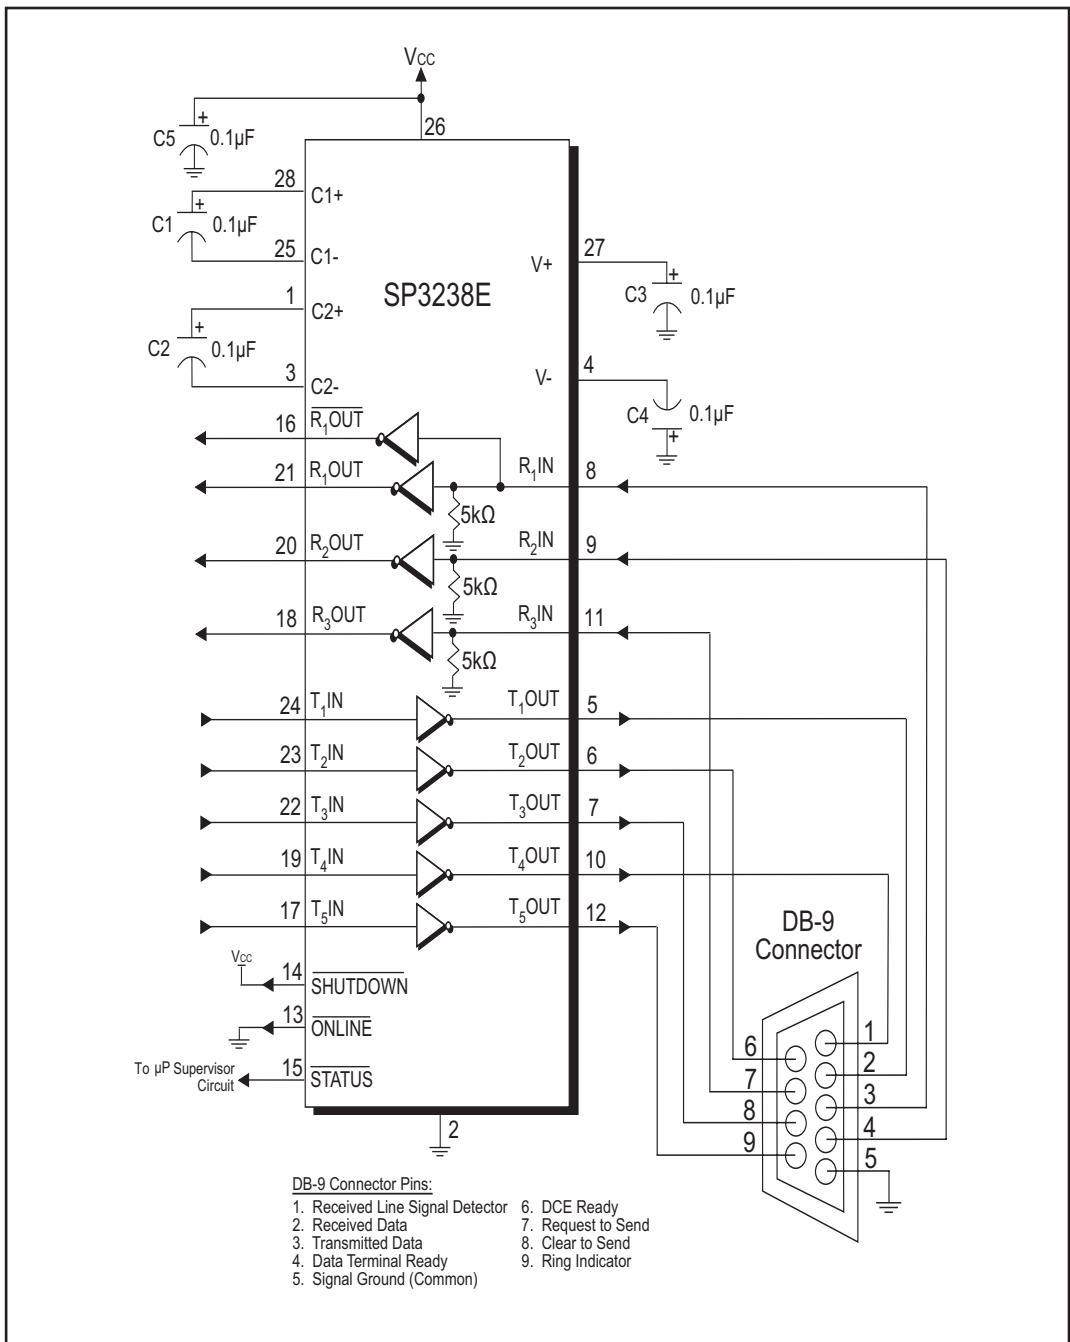 VCC
26
C5
+
0.1µF
28
C1+
C1
+
0.1µF
25
C1-
SP3238E
V+
27
C3
+
0.1µF
1
C2+
C2
+
0.1µF
3
C2-
V-
4
C4
0.1µF
+
16
R1OUT
21
R1OUT
R1IN
8
5kΩ
20
R2OUT
R2IN
9
5kΩ
18
R3OUT
R3IN
11
5kΩ
24
T1IN
T1OUT
5
23
T2IN
T2OUT
6
22
T3IN
T3OUT
7
19
T4IN
T4OUT
10
17
T5IN
T5OUT
12
DB-9
Connector
VCC
14
SHUTDOWN
13
ONLINE
To µP Supervisor
Circuit
15
STATUS
2
6
7
8
9
1
2
3
4
5
DB-9 Connector Pins:
1. Received Line Signal Detector 6. DCE Ready
2. Received Data 7. Request to Send
3. Transmitted Data 8. Clear to Send
4. Data Terminal Ready 9. Ring Indicator
5. Signal Ground (Common)